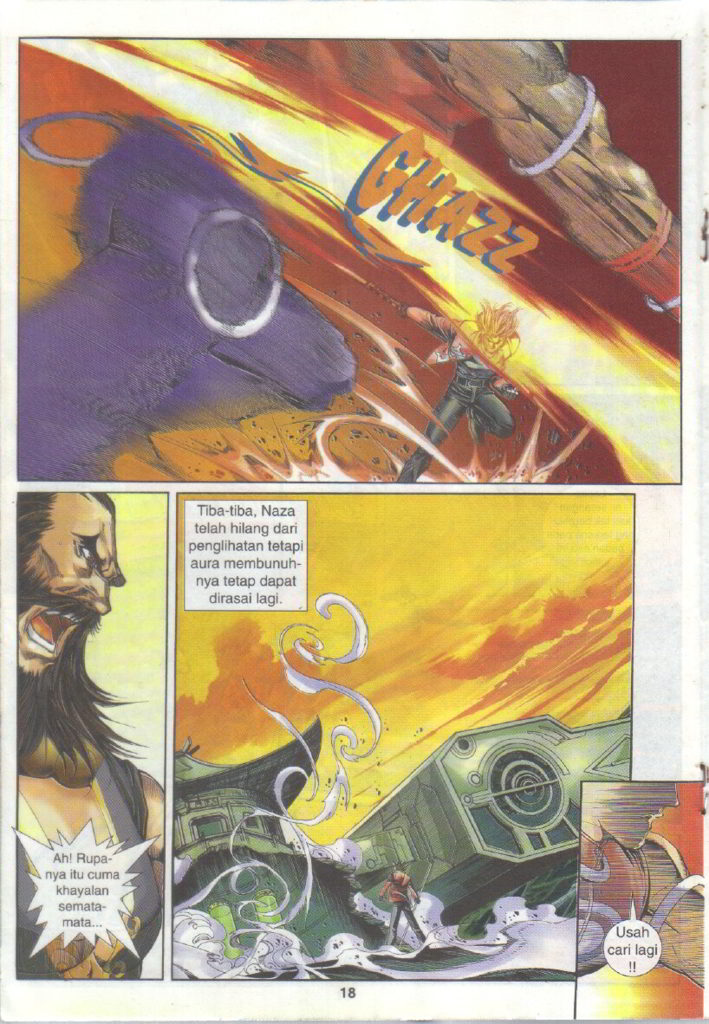 GHAZZ
Tiba-tiba, Naza
telah hilang dari
penglihatan tetapi
aura membunuh-
nya tetap dapat
dirasai lagi.
Ah! Rupa-
nya itu cuma
khayalan
semata-
mata...
Usah
cari lagi
!!
18